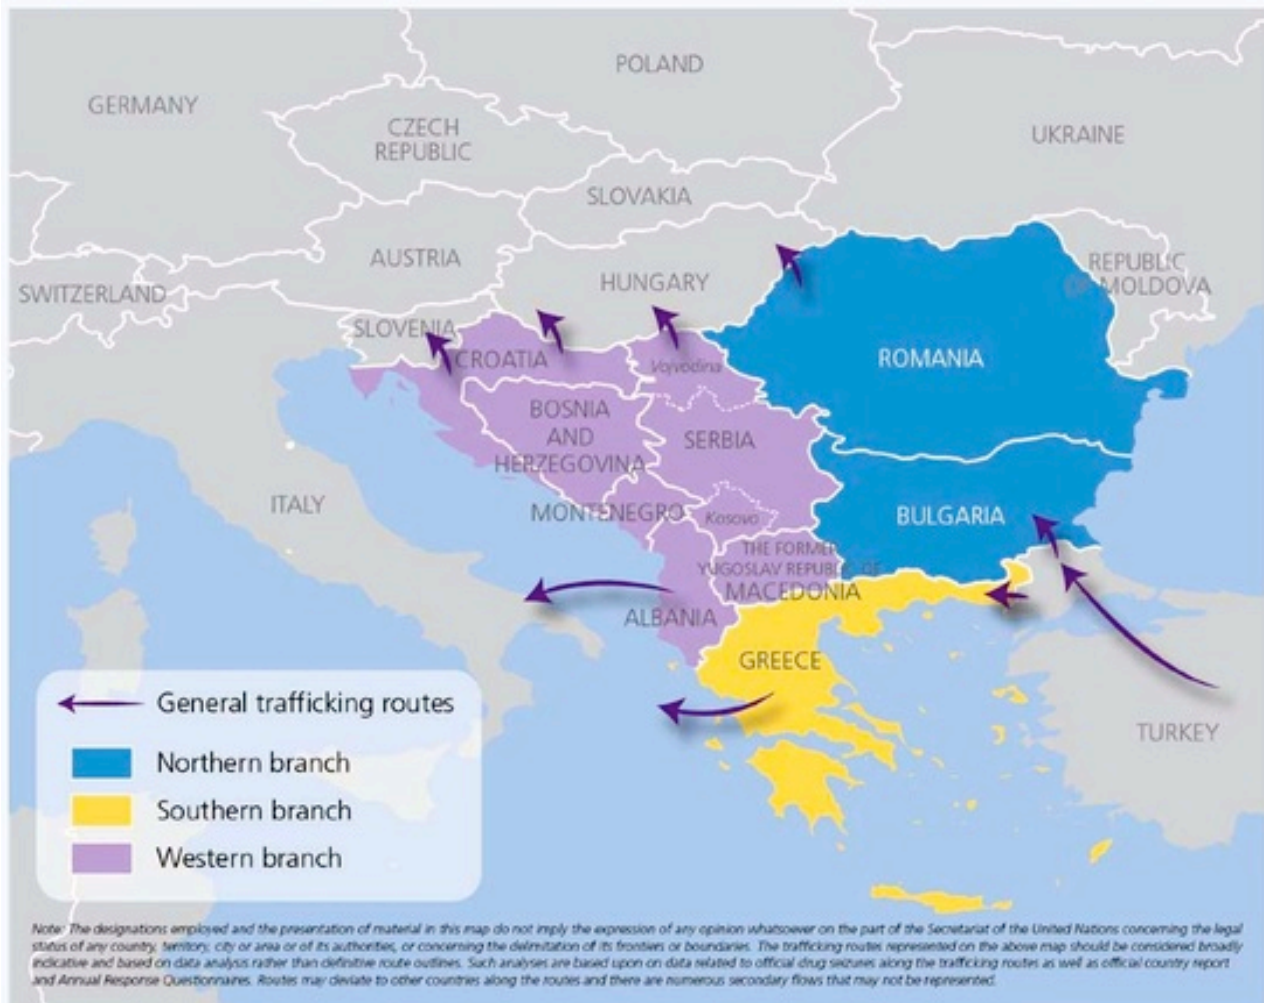 POLAND
GERMANY
CZECH
REPUBLIC
UKRAINE
SLOVAKIA
AUSTRIA
REPUBLIC
OF MOLDOVA
HUNGARY
SWITZERLAND
SLOVENIA
CROATIA
Vojvodina
ROMANIA
BOSNIA
AND
HERZEGOVINA
SERBIA
ITALY
MONTENEGRO
Kosovo
BULGARIA
THE FORMER
YUGOSLAV REPUBLIC OF
MACEDONIA
ALBANIA
GREECE
TURKEY
General trafficking routes
Northern branch
Southern branch
Western branch
Note: The designations employed and the presentation of material in this map do not imply the expression of any opinion whatsoever on the part of the Secretariat of the United Nations concerning the legal
status of any country, territory, city or area or of its authorities, or concerning the delimitation of its frontiers or boundaries. The trafficking routes represented on the above map should be considered broadly
indicative and based on data analysis rather than definitive route outlines. Such analyses are based upon on data related to official drug seizures along the trafficking routes as well as official country report
and Annual Response Questionnaires. Routes may deviate to other countries along the routes and there are numerous secondary flows that may not be represented.